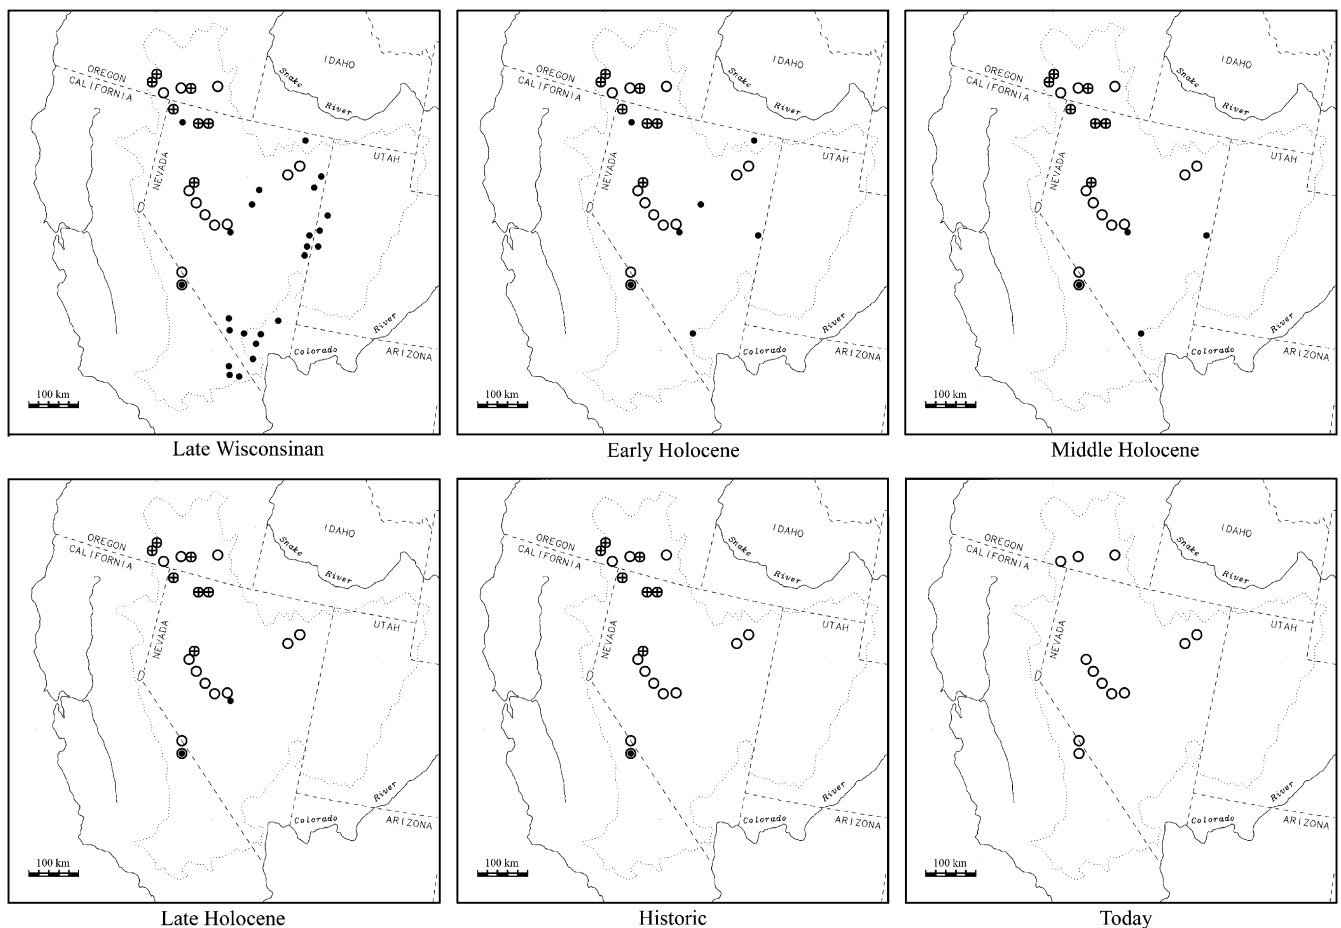 OREGON
CALIFORNIA
IDAHO
Snake
River
NEVADA
UTAH
Colorado
River
ARIZONA
100 km
Late Wisconsinan
OREGON
CALIFORNIA
IDAHO
Snake
River
NEVADA
UTAH
Colorado
River
ARIZONA
100 km
Early Holocene
OREGON
CALIFORNIA
IDAHO
Snake
River
NEVADA
UTAH
Colorado
River
ARIZONA
100 km
Middle Holocene
OREGON
CALIFORNIA
IDAHO
Snake
River
NEVADA
UTAH
Colorado
River
ARIZONA
100 km
Late Holocene
OREGON
CALIFORNIA
IDAHO
Snake
River
NEVADA
UTAH
Colorado
River
ARIZONA
100 km
Historic
OREGON
CALIFORNIA
IDAHO
Snake
River
NEVADA
UTAH
Colorado
River
ARIZONA
100 km
Today